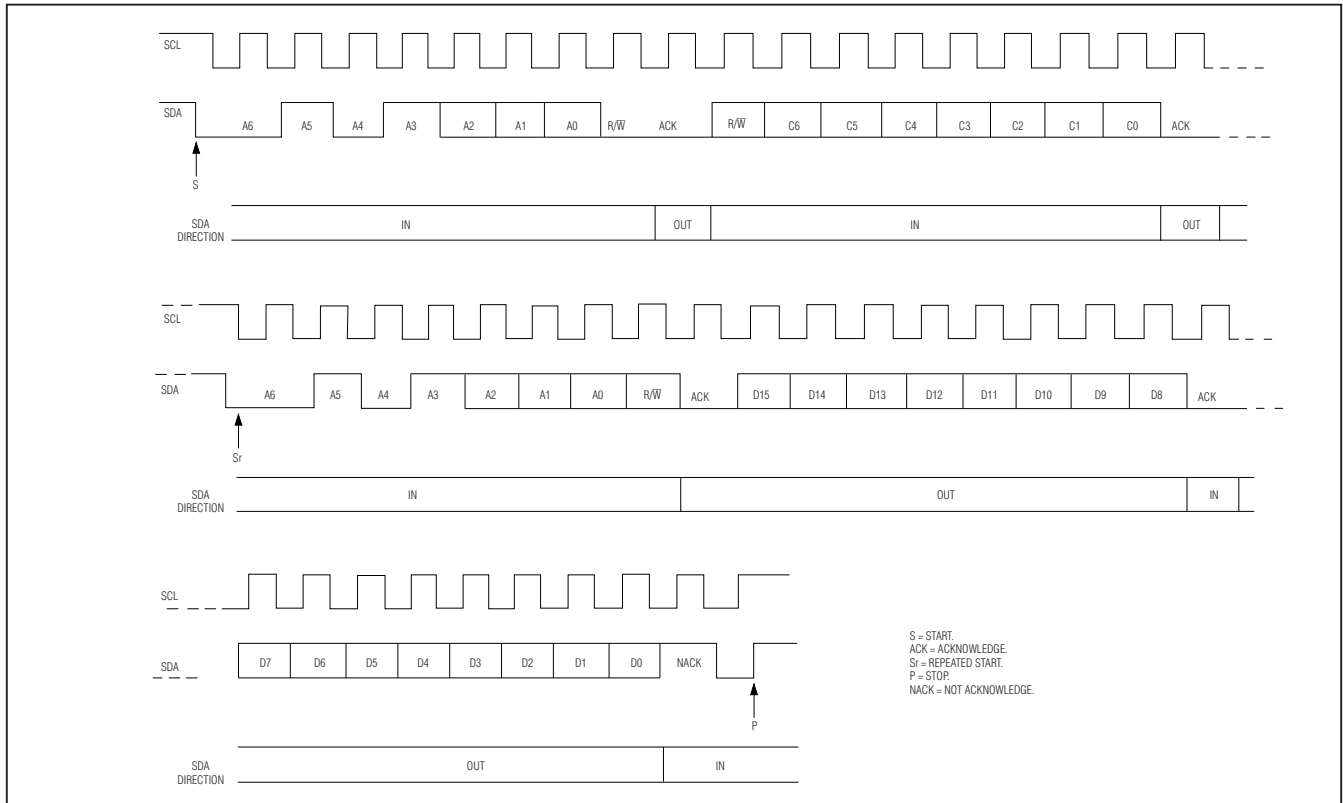 SCL
SDA A6 A5 A4 A3 A2 A1 A0 R/W̅ ACK R/W̅ C6 C5 C4 C3 C2 C1 C0 ACK
S
SDA DIRECTION IN OUT IN OUT
SCL
SDA A6 A5 A4 A3 A2 A1 A0 R/W̅ ACK D15 D14 D13 D12 D11 D10 D9 D8 ACK
Sr
SDA DIRECTION IN OUT IN
SCL
SDA D7 D6 D5 D4 D3 D2 D1 D0 NACK
P
S = START.
ACK = ACKNOWLEDGE.
Sr = REPEATED START.
P = STOP.
NACK = NOT ACKNOWLEDGE.
SDA DIRECTION OUT IN